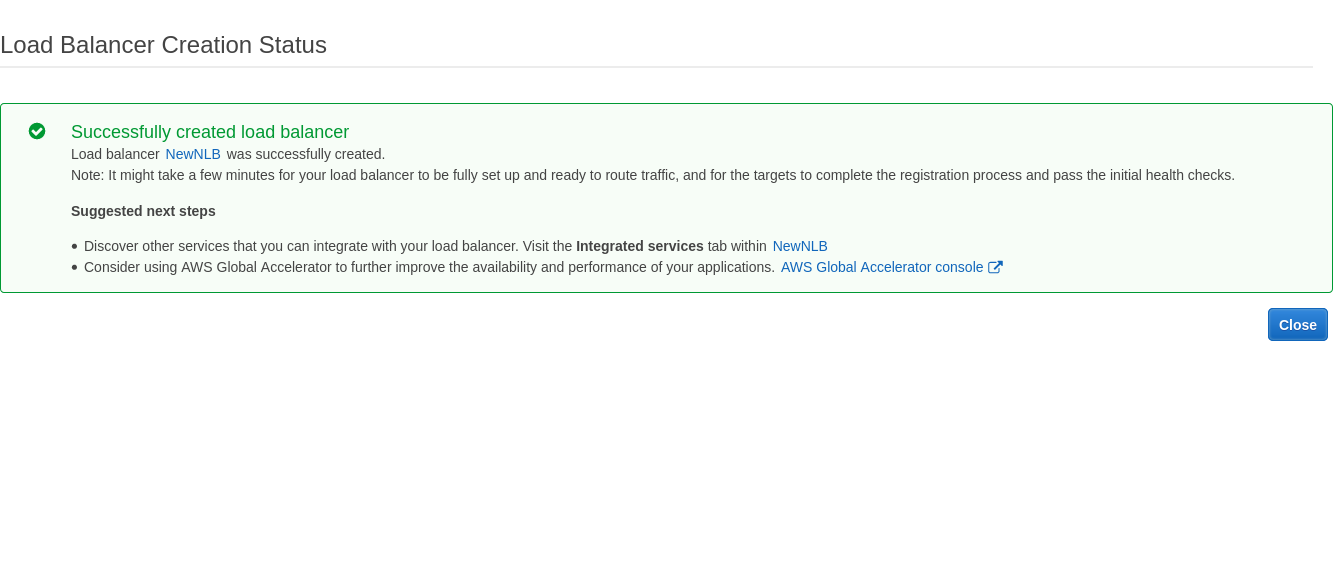 Load Balancer Creation Status
Successfully created load balancer
Load balancer NewNLB was successfully created.
Note: It might take a few minutes for your load balancer to be fully set up and ready to route traffic, and for the targets to complete the registration process and pass the initial health checks.
Suggested next steps
• Discover other services that you can integrate with your load balancer. Visit the Integrated services tab within NewNLB
• Consider using AWS Global Accelerator to further improve the availability and performance of your applications. AWS Global Accelerator console
Close